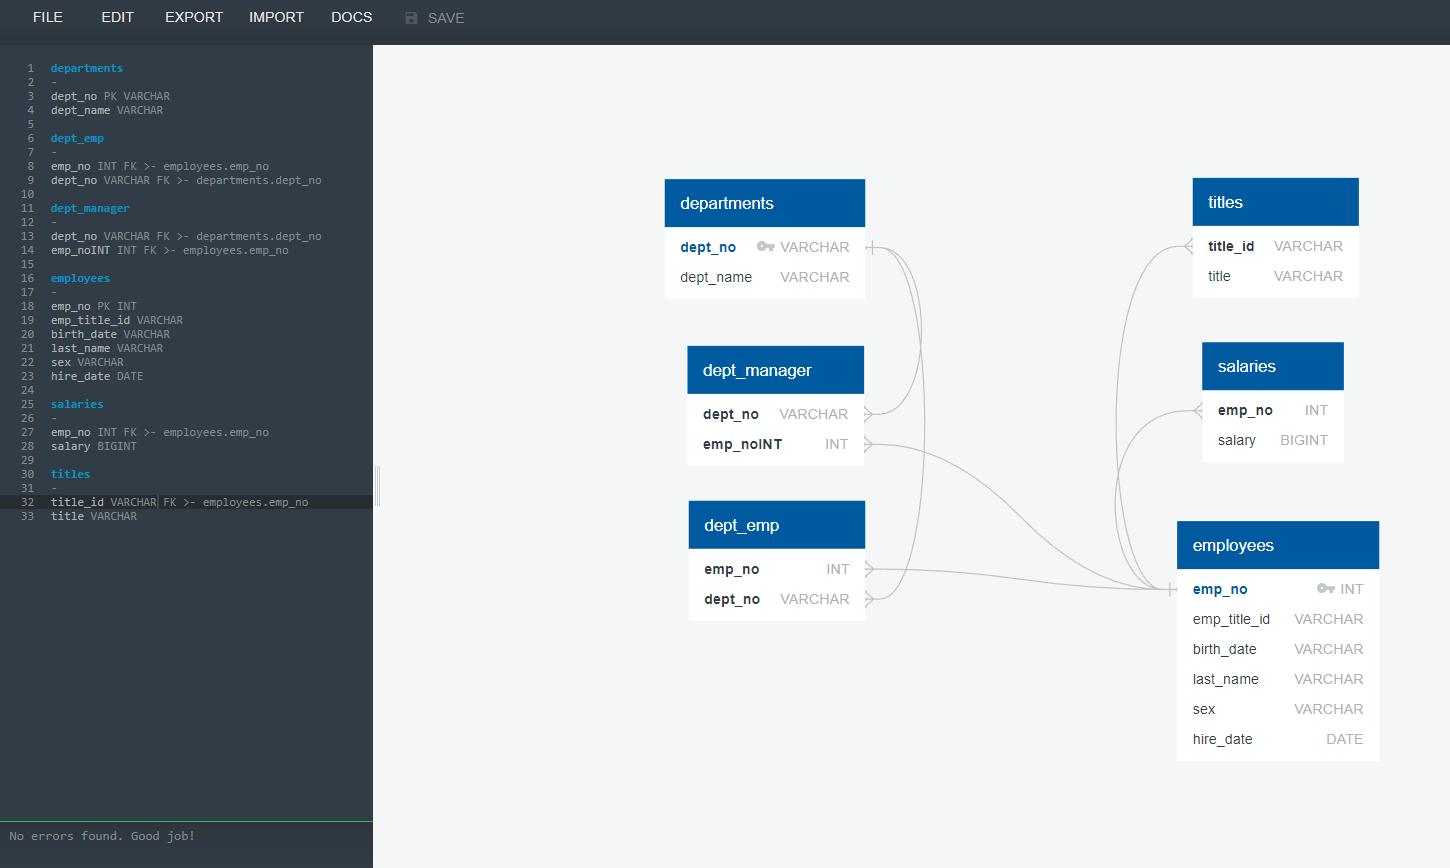 FILE EDIT EXPORT IMPORT DOCS SAVE
1 departments
2 -
3 dept_no PK VARCHAR
4 dept_name VARCHAR
5
6 dept_emp
7 -
8 emp_no INT FK >- employees.emp_no
9 dept_no VARCHAR FK >- departments.dept_no
10
11 dept_manager
12 -
13 dept_no VARCHAR FK >- departments.dept_no
14 emp_noINT INT FK >- employees.emp_no
15
16 employees
17 -
18 emp_no PK INT
19 emp_title_id VARCHAR
20 birth_date VARCHAR
21 last_name VARCHAR
22 sex VARCHAR
23 hire_date DATE
24
25 salaries
26 -
27 emp_no INT FK >- employees.emp_no
28 salary BIGINT
29
30 titles
31 -
32 title_id VARCHAR FK >- employees.emp_no
33 title VARCHAR
No errors found. Good job!
departments
dept_no VARCHAR
dept_name VARCHAR
dept_manager
dept_no VARCHAR
emp_noINT INT
dept_emp
emp_no INT
dept_no VARCHAR
titles
title_id VARCHAR
title VARCHAR
salaries
emp_no INT
salary BIGINT
employees
emp_no INT
emp_title_id VARCHAR
birth_date VARCHAR
last_name VARCHAR
sex VARCHAR
hire_date DATE